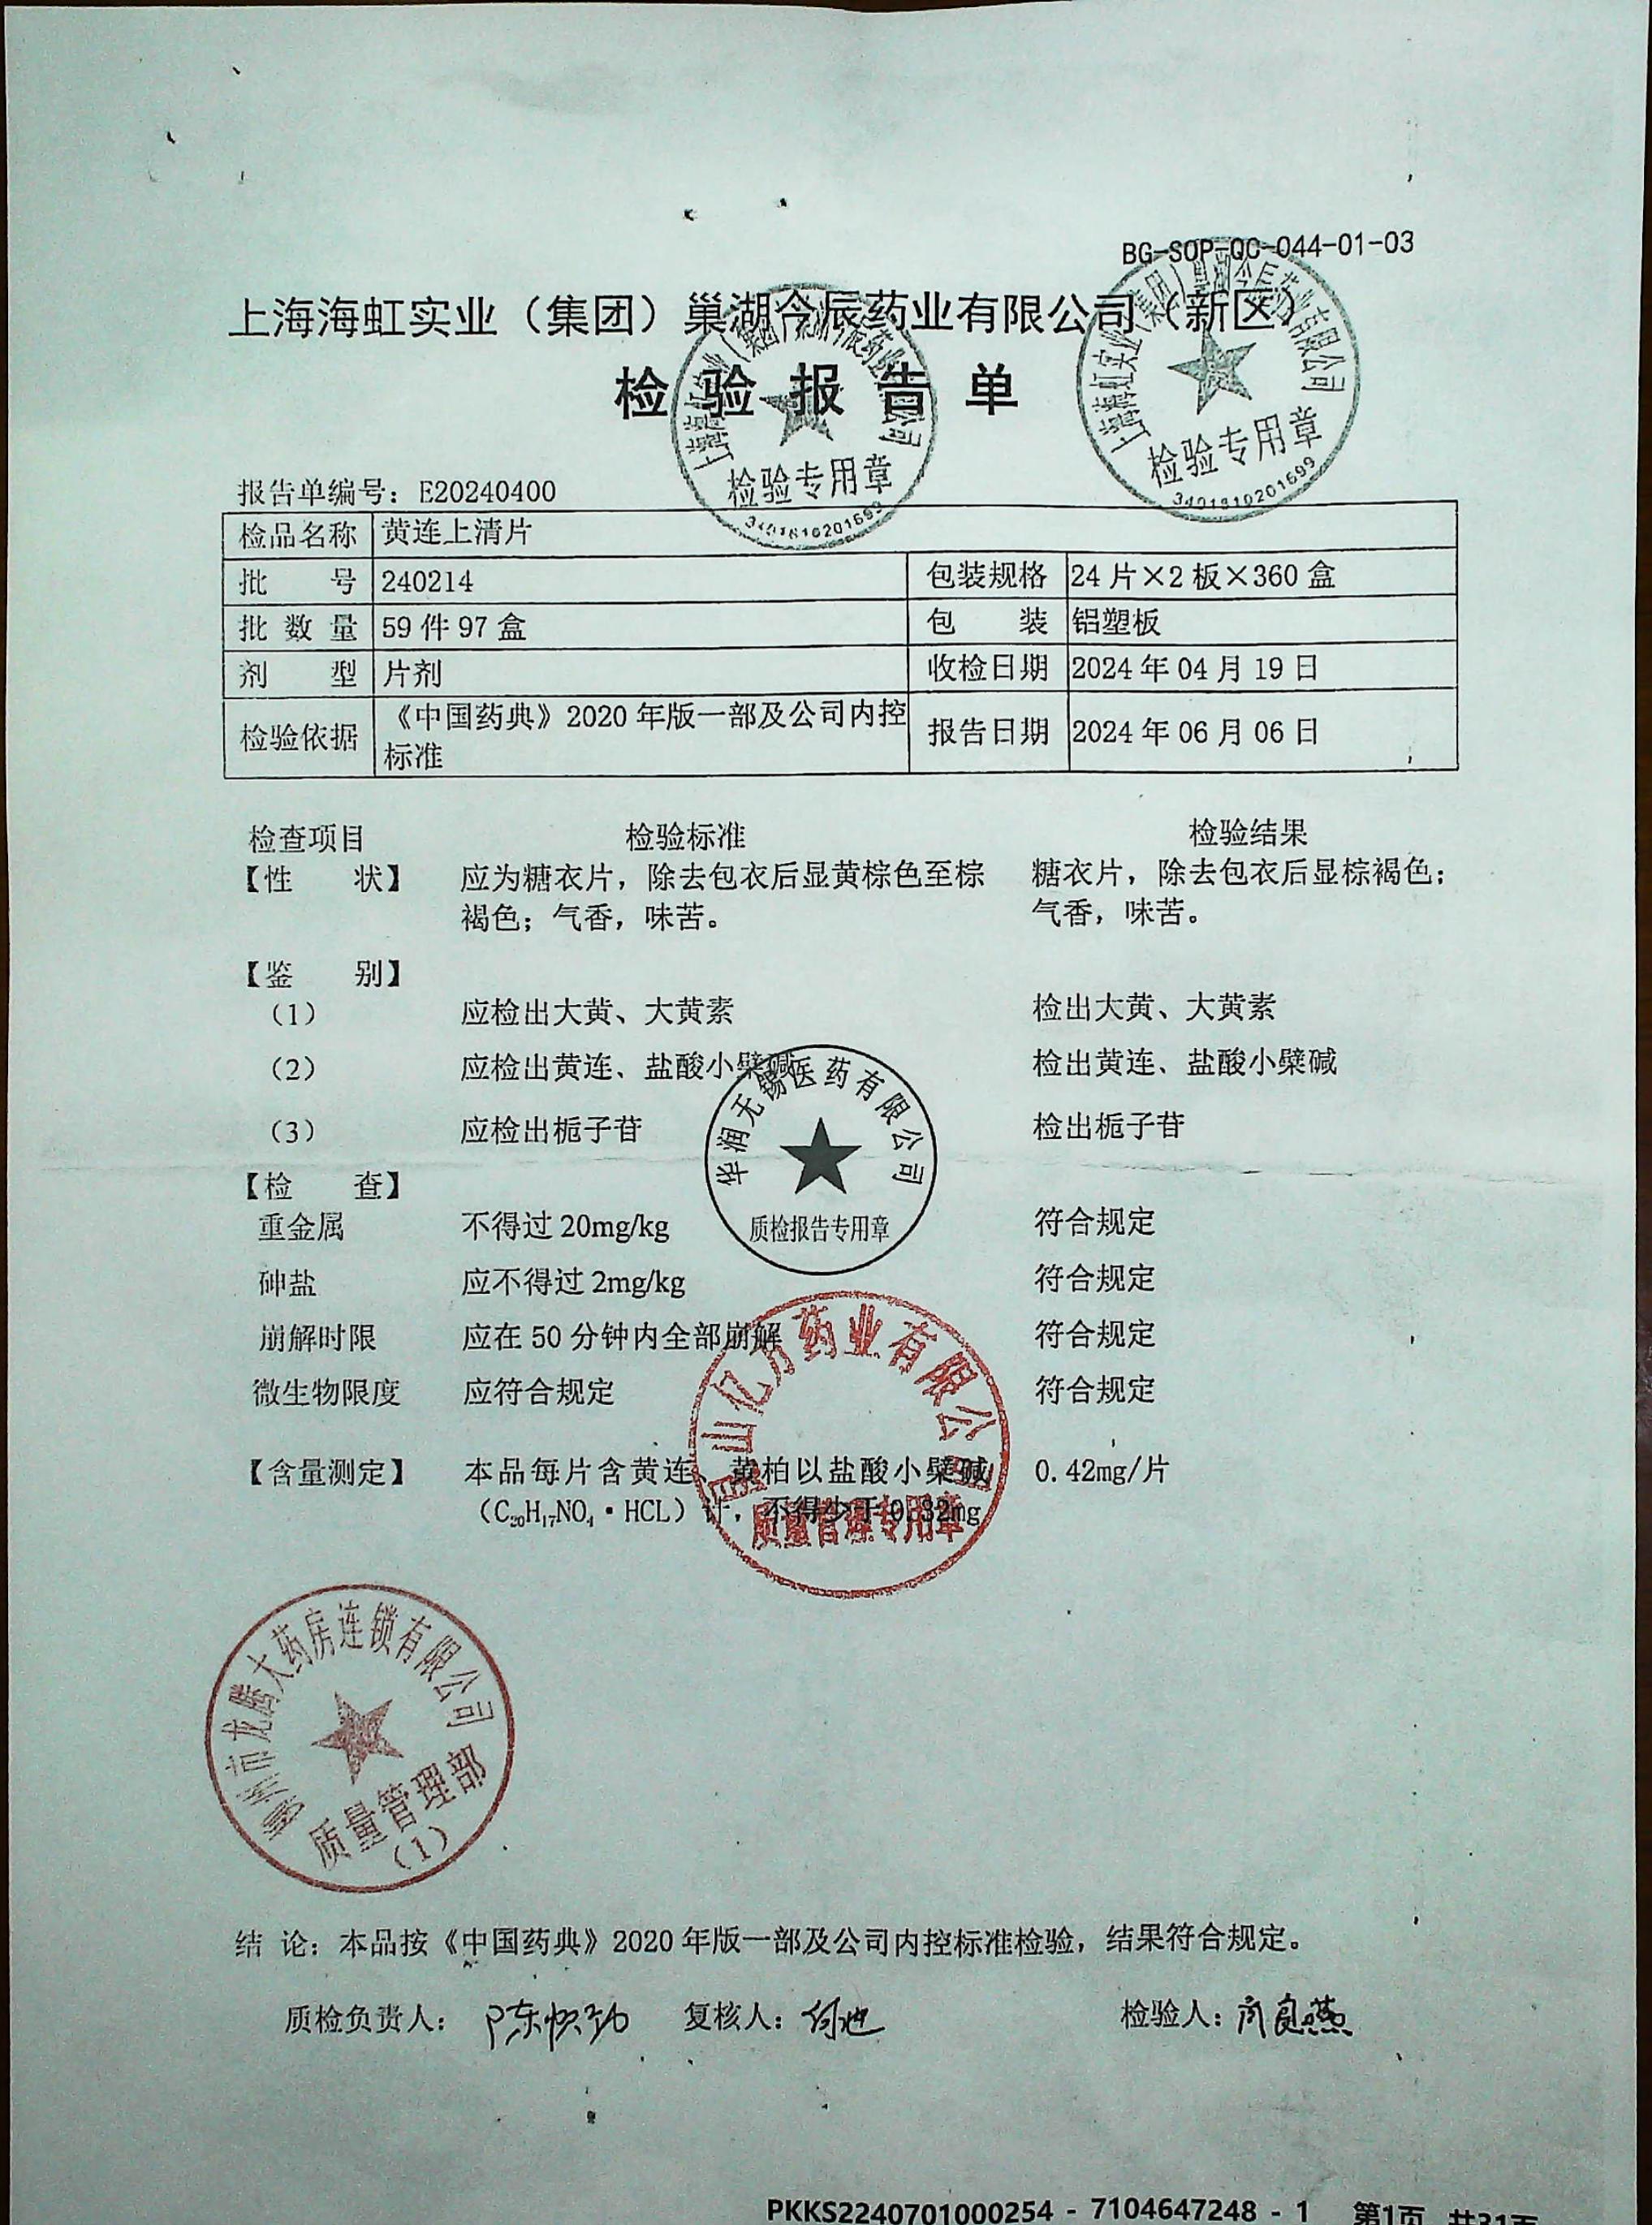 BG-SOP-QC-044-01-03
上海海虹实业（集团）巢湖今辰药业有限公司（新区）
检验报告单
检验专用章
3401810201699
检验专用章
3401810201699
报告单编号：E20240400
检品名称 黄连上清片
批 号 240214 包装规格 24片×2板×360盒
批数量 59件97盒 包 装 铝塑板
剂 型 片剂 收检日期 2024年04月19日
检验依据 《中国药典》2020年版一部及公司内控标准 报告日期 2024年06月06日
检查项目 检验标准 检验结果
【性 状】 应为糖衣片，除去包衣后显黄棕色至棕 糖衣片，除去包衣后显棕褐色；
褐色；气香，味苦。 气香，味苦。
【鉴 别】
（1） 应检出大黄、大黄素 检出大黄、大黄素
（2） 应检出黄连、盐酸小檗碱 检出黄连、盐酸小檗碱
（3） 应检出栀子苷 检出栀子苷
华润无锡医药有限公司
质检报告专用章
【检 查】
重金属 不得过20mg/kg 符合规定
砷盐 应不得过2mg/kg 符合规定
崩解时限 应在50分钟内全部崩解 符合规定
微生物限度 应符合规定 符合规定
山亿方药业有限公司
质量管理专用章
【含量测定】 本品每片含黄连、黄柏以盐酸小檗碱 0.42mg/片
（C₂₀H₁₇NO₄·HCL）计，不得少于0.32mg
州市龙腾大药房连锁有限公司
质量管理部
（1）
结 论：本品按《中国药典》2020年版一部及公司内控标准检验，结果符合规定。
质检负责人： 复核人： 检验人：
PKKS2240701000254 - 7104647248 - 1 第1页 共31页